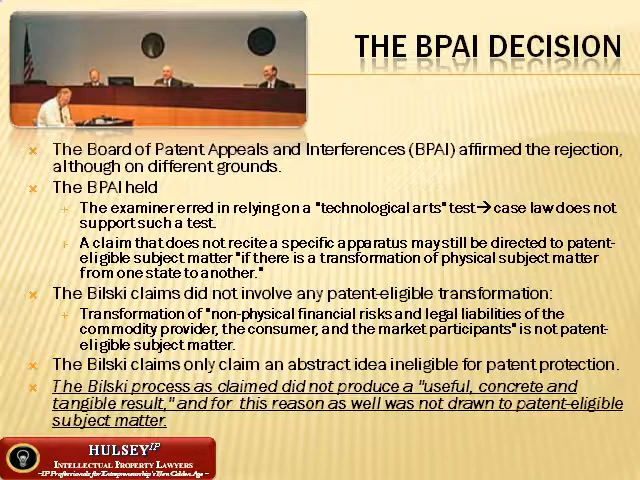 THE BPAI DECISION
The Board of Patent Appeals and Interferences (BPAI) affirmed the rejection,
although on different grounds.
The BPAI held
The examiner erred in relying on a "technological arts" test→case law does not
support such a test.
A claim that does not recite a specific apparatus may still be directed to patent-
eligible subject matter "if there is a transformation of physical subject matter
from one state to another."
The Bilski claims did not involve any patent-eligible transformation:
Transformation of "non-physical financial risks and legal liabilities of the
commodity provider, the consumer, and the market participants" is not patent-
eligible subject matter.
The Bilski claims only claim an abstract idea ineligible for patent protection.
The Bilski process as claimed did not produce a "useful, concrete and
tangible result," and for this reason as well was not drawn to patent-eligible
subject matter.
HULSEY IP
INTELLECTUAL PROPERTY LAWYERS
~IP Professionals for Entrepreneurship's New Golden Age~